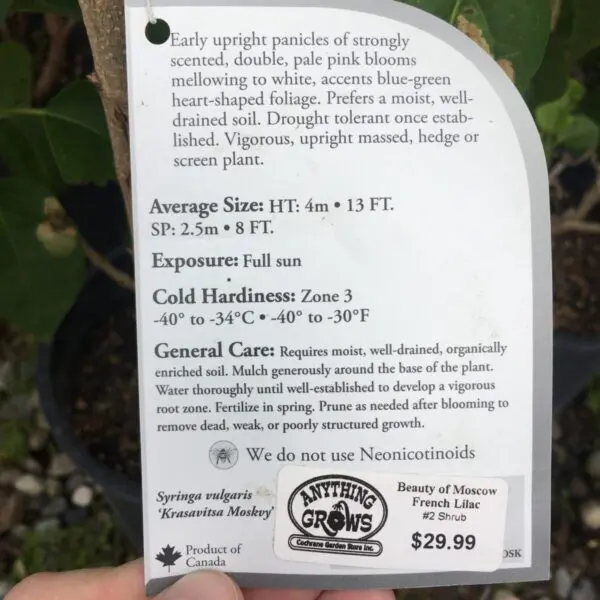 Early upright panicles of strongly
scented, double, pale pink blooms
mellowing to white, accents blue-green
heart-shaped foliage. Prefers a moist, well-
drained soil. Drought tolerant once estab-
lished. Vigorous, upright massed, hedge or
screen plant.
Average Size: HT: 4m • 13 FT.
SP: 2.5m • 8 FT.
Exposure: Full sun
Cold Hardiness: Zone 3
-40° to -34°C • -40° to -30°F
General Care: Requires moist, well-drained, organically
enriched soil. Mulch generously around the base of the plant.
Water thoroughly until well-established to develop a vigorous
root zone. Fertilize in spring. Prune as needed after blooming to
remove dead, weak, or poorly structured growth.
We do not use Neonicotinoids
Syringa vulgaris
'Krasavitsa Moskvy'
Product of
Canada
ANYTHING
GROWS
Cochrane Garden Store Inc.
Beauty of Moscow
French Lilac
#2 Shrub
$29.99
OSK